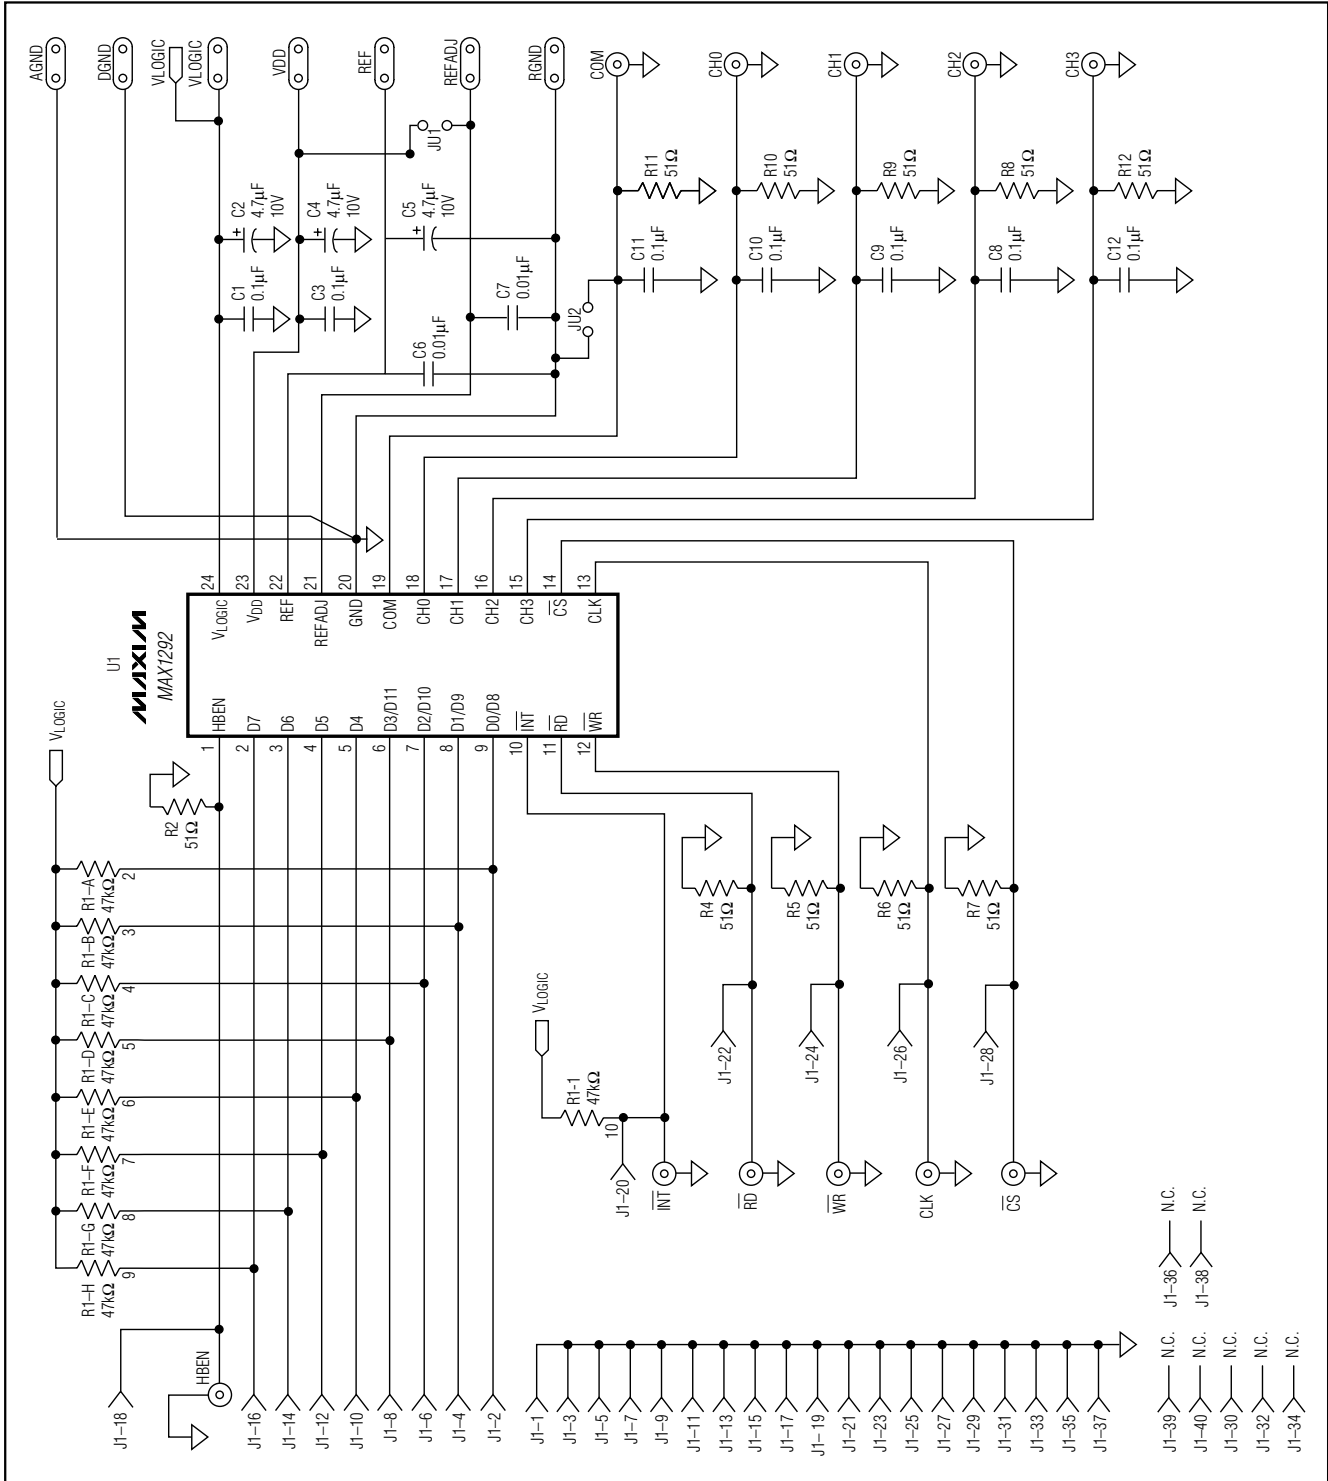 AGND
DGND
VLOGIC
VLOGIC
VDD
REF
REFADJ
RGND
COM
CH0
CH1
CH2
CH3
JU1
C2
4.7µF
10V
C4
4.7µF
10V
C5
4.7µF
10V
C1
0.1µF
C3
0.1µF
C7
0.01µF
C6
0.01µF
JU2
R11
51Ω
R10
51Ω
R9
51Ω
R8
51Ω
R12
51Ω
C11
0.1µF
C10
0.1µF
C9
0.1µF
C8
0.1µF
C12
0.1µF
U1
MAXIM
MAX1292
24 VLOGIC
23 VDD
22 REF
21 REFADJ
20 GND
19 COM
18 CH0
17 CH1
16 CH2
15 CH3
14 CS
13 CLK
1 HBEN
2 D7
3 D6
4 D5
5 D4
6 D3/D11
7 D2/D10
8 D1/D9
9 D0/D8
10 INT
11 RD
12 WR
VLOGIC
R2
51Ω
R1–A
47kΩ
2
R1–B
47kΩ
3
R1–C
47kΩ
4
R1–D
47kΩ
5
R1–E
47kΩ
6
R1–F
47kΩ
7
R1–G
47kΩ
8
R1–H
47kΩ
9
VLOGIC
R1-1
47kΩ
10
R4
51Ω
R5
51Ω
R6
51Ω
R7
51Ω
J1–20
J1–22
J1–24
J1–26
J1–28
INT
RD
WR
CLK
CS
HBEN
J1–18
J1–16
J1–14
J1–12
J1–10
J1–8
J1–6
J1–4
J1–2
J1–1
J1–3
J1–5
J1–7
J1–9
J1–11
J1–13
J1–15
J1–17
J1– 19
J1–21
J1–23
J1–25
J1–27
J1–29
J1–31
J1–33
J1–35
J1–37
J1–36 N.C.
J1–38 N.C.
J1–39 N.C.
J1–40 N.C.
J1–30 N.C.
J1–32 N.C.
J1–34 N.C.